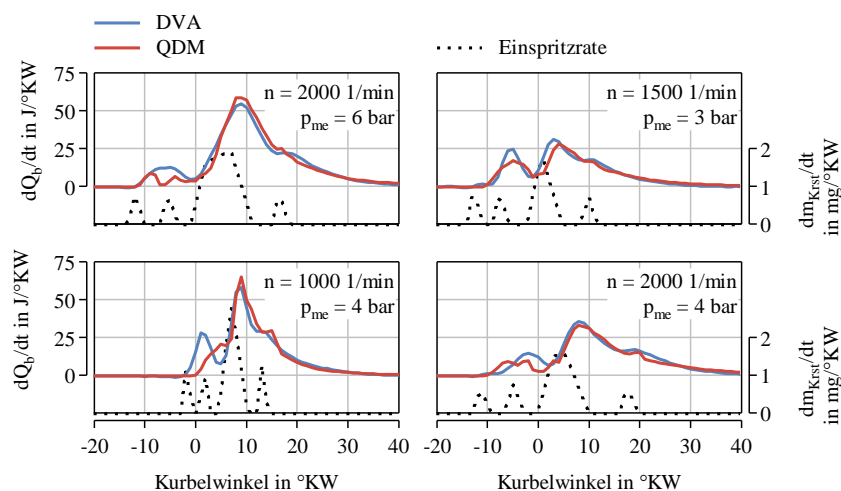 DVA
QDM
Einspritzrate
75
50
25
0
dQb/dt in J/°KW
n = 2000 1/min
pme = 6 bar
n = 1500 1/min
pme = 3 bar
2
1
0
dmKrst/dt
in mg/°KW
75
50
25
0
dQb/dt in J/°KW
n = 1000 1/min
pme = 4 bar
n = 2000 1/min
pme = 4 bar
2
1
0
dmKrst/dt
in mg/°KW
-20 -10 0 10 20 30 40
-20 -10 0 10 20 30 40
Kurbelwinkel in °KW
Kurbelwinkel in °KW